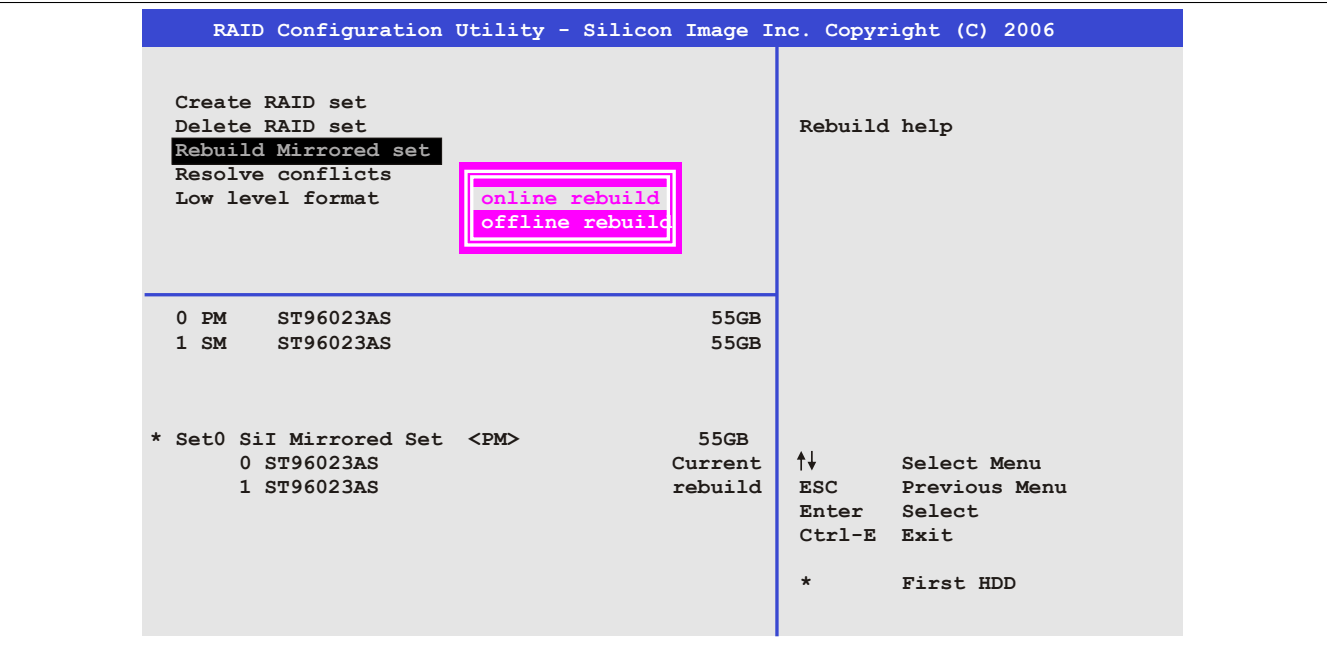 RAID Configuration Utility - Silicon Image Inc. Copyright (C) 2006
Create RAID set
Delete RAID set
Rebuild Mirrored set
Resolve conflicts
Low level format
online rebuild
offline rebuild
Rebuild help
0 PM ST96023AS 55GB
1 SM ST96023AS 55GB
* Set0 SiI Mirrored Set <PM> 55GB
0 ST96023AS Current
1 ST96023AS rebuild
↑↓ Select Menu
ESC Previous Menu
Enter Select
Ctrl-E Exit
* First HDD